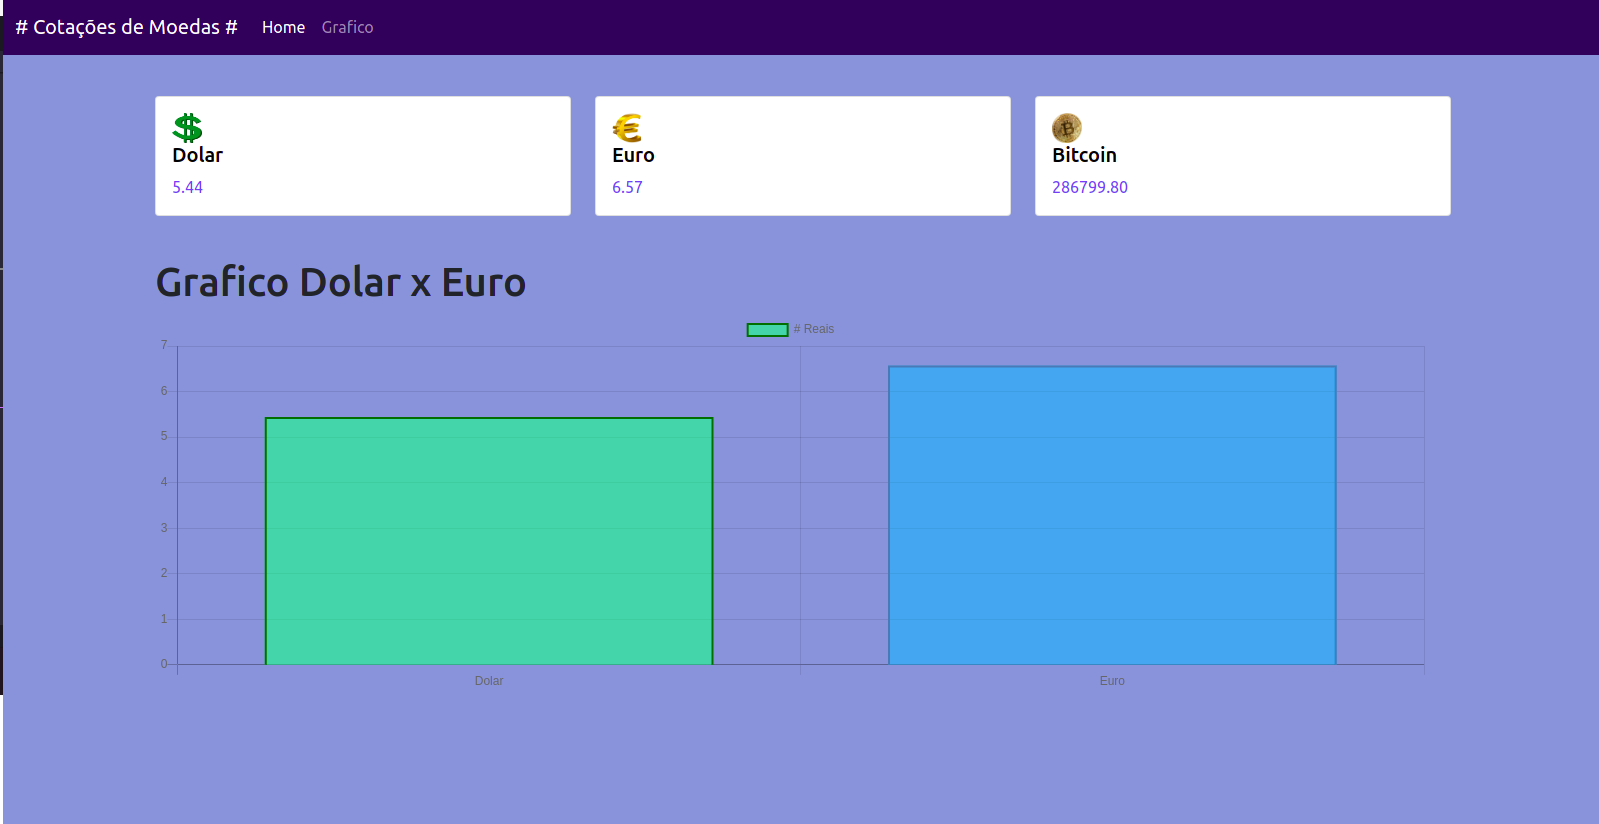 # Cotações de Moedas # Home Grafico
Dolar
5.44
Euro
6.57
Bitcoin
286799.80
Grafico Dolar x Euro
# Reais
7
6
5
4
3
2
1
0
Dolar Euro